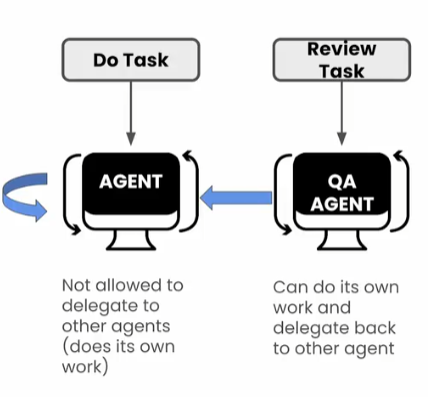 Do Task
Review
Task
AGENT
QA
AGENT
Not allowed to
delegate to
other agents
(does its own
work)
Can do its own
work and
delegate back
to other agent